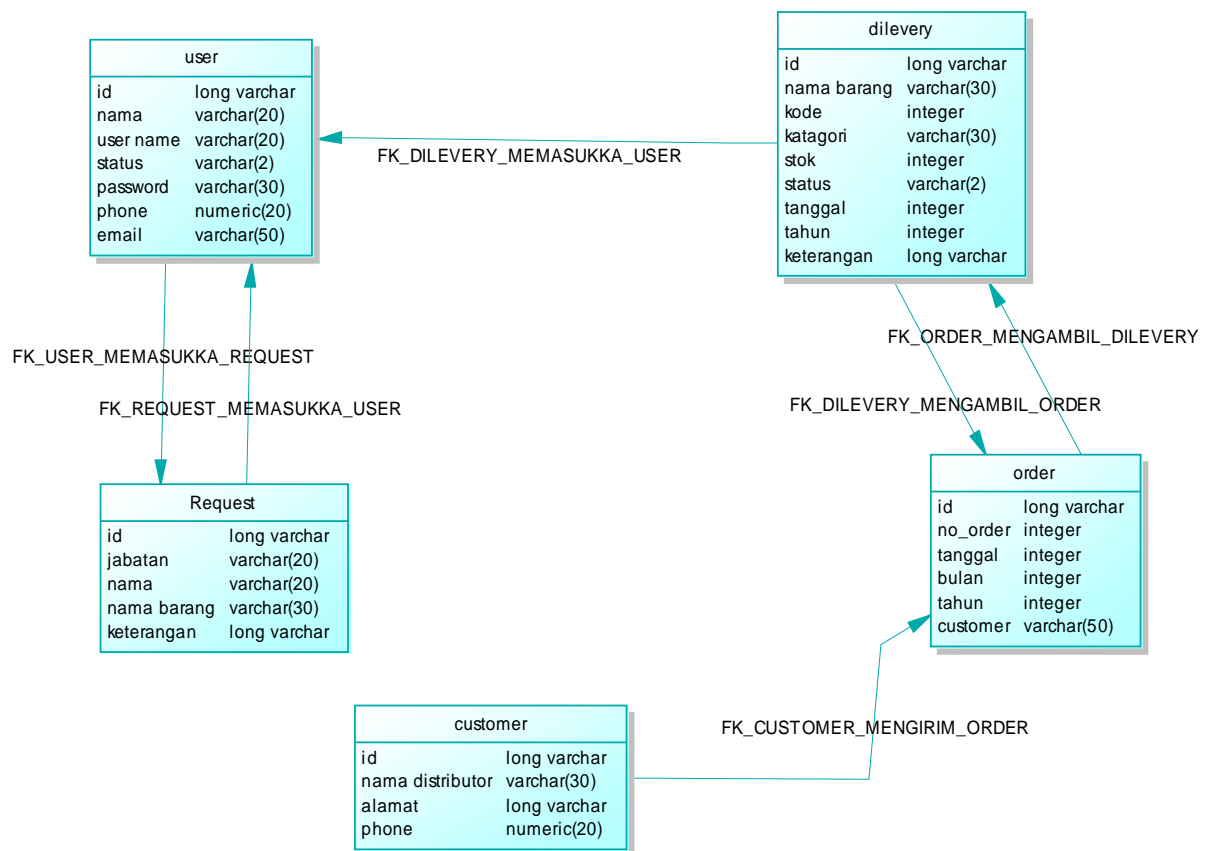 user
id long varchar
nama varchar(20)
user name varchar(20)
status varchar(2)
password varchar(30)
phone numeric(20)
email varchar(50)
dilevery
id long varchar
nama barang varchar(30)
kode integer
katagori varchar(30)
stok integer
status varchar(2)
tanggal integer
tahun integer
keterangan long varchar
FK_DILEVERY_MEMASUKKA_USER
FK_USER_MEMASUKKA_REQUEST
FK_REQUEST_MEMASUKKA_USER
FK_ORDER_MENGAMBIL_DILEVERY
FK_DILEVERY_MENGAMBIL_ORDER
Request
id long varchar
jabatan varchar(20)
nama varchar(20)
nama barang varchar(30)
keterangan long varchar
order
id long varchar
no_order integer
tanggal integer
bulan integer
tahun integer
customer varchar(50)
FK_CUSTOMER_MENGIRIM_ORDER
customer
id long varchar
nama distributor varchar(30)
alamat long varchar
phone numeric(20)